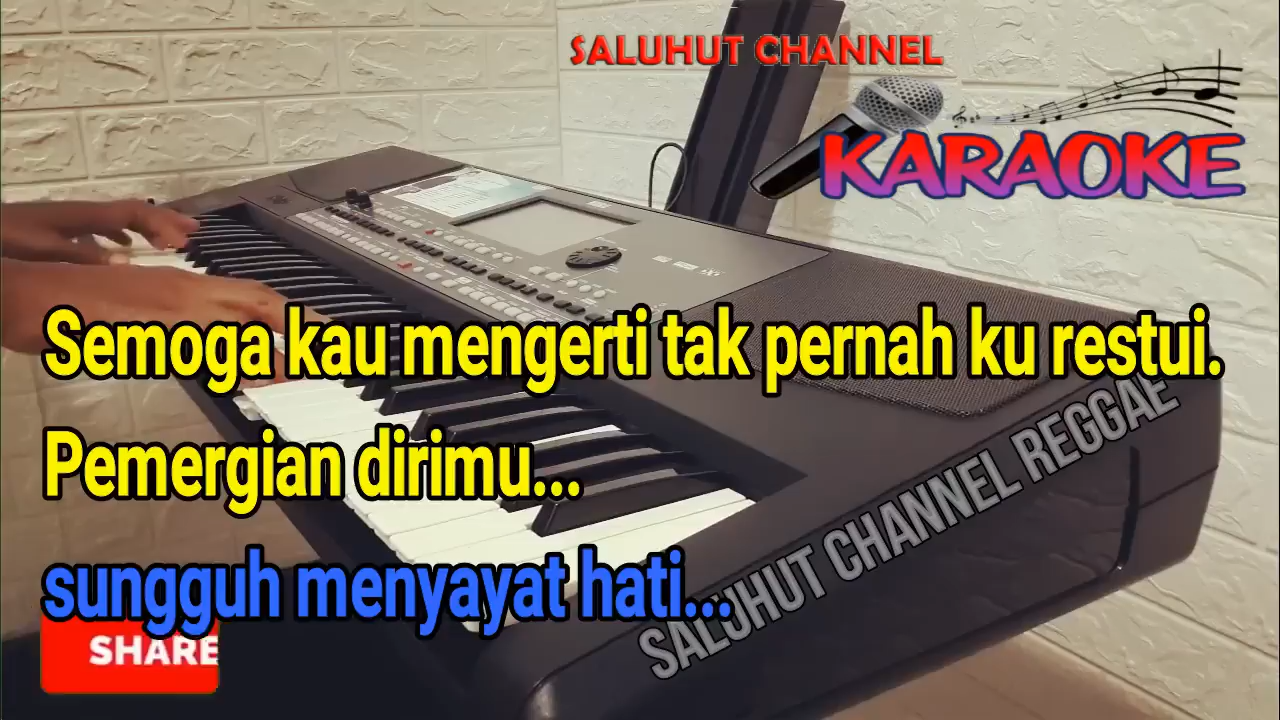 SALUHUT CHANNEL
KARAOKE
Semoga kau mengerti tak pernah ku restui.
Pemergian dirimu...
sungguh menyayat hati...
SALUHUT CHANNEL REGGAE
SHARE